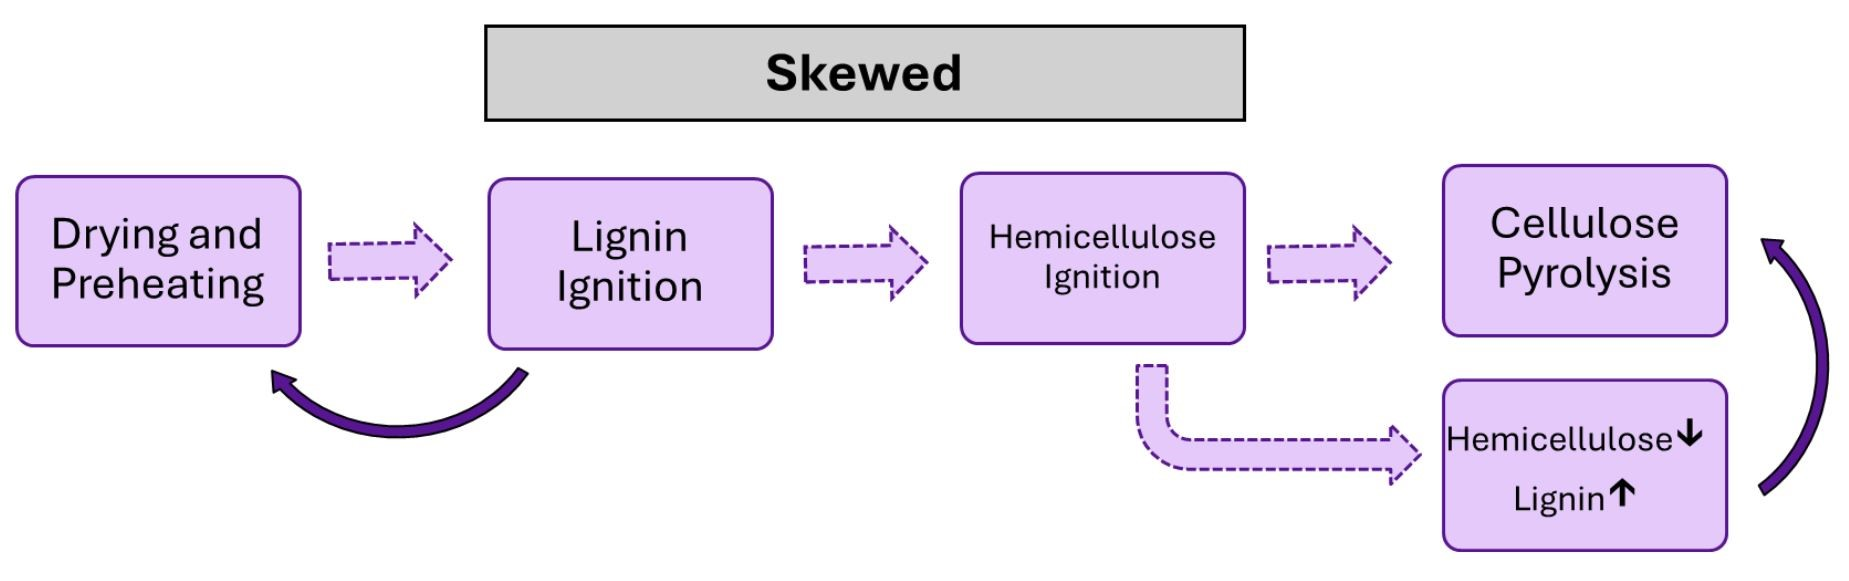 Skewed
Drying and
Preheating
Lignin
Ignition
Hemicellulose
Ignition
Cellulose
Pyrolysis
Hemicellulose↓
Lignin↑